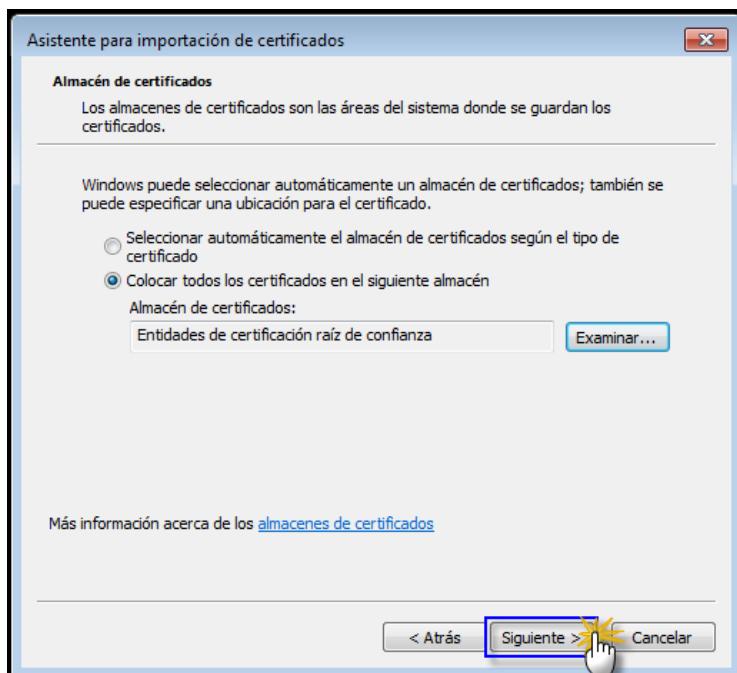 Asistente para importación de certificados
Almacén de certificados
Los almacenes de certificados son las áreas del sistema donde se guardan los
certificados.
Windows puede seleccionar automáticamente un almacén de certificados; también se
puede especificar una ubicación para el certificado.
Seleccionar automáticamente el almacén de certificados según el tipo de
certificado
Colocar todos los certificados en el siguiente almacén
Almacén de certificados:
Entidades de certificación raíz de confianza
Examinar...
Más información acerca de los almacenes de certificados
< Atrás
Siguiente >
Cancelar